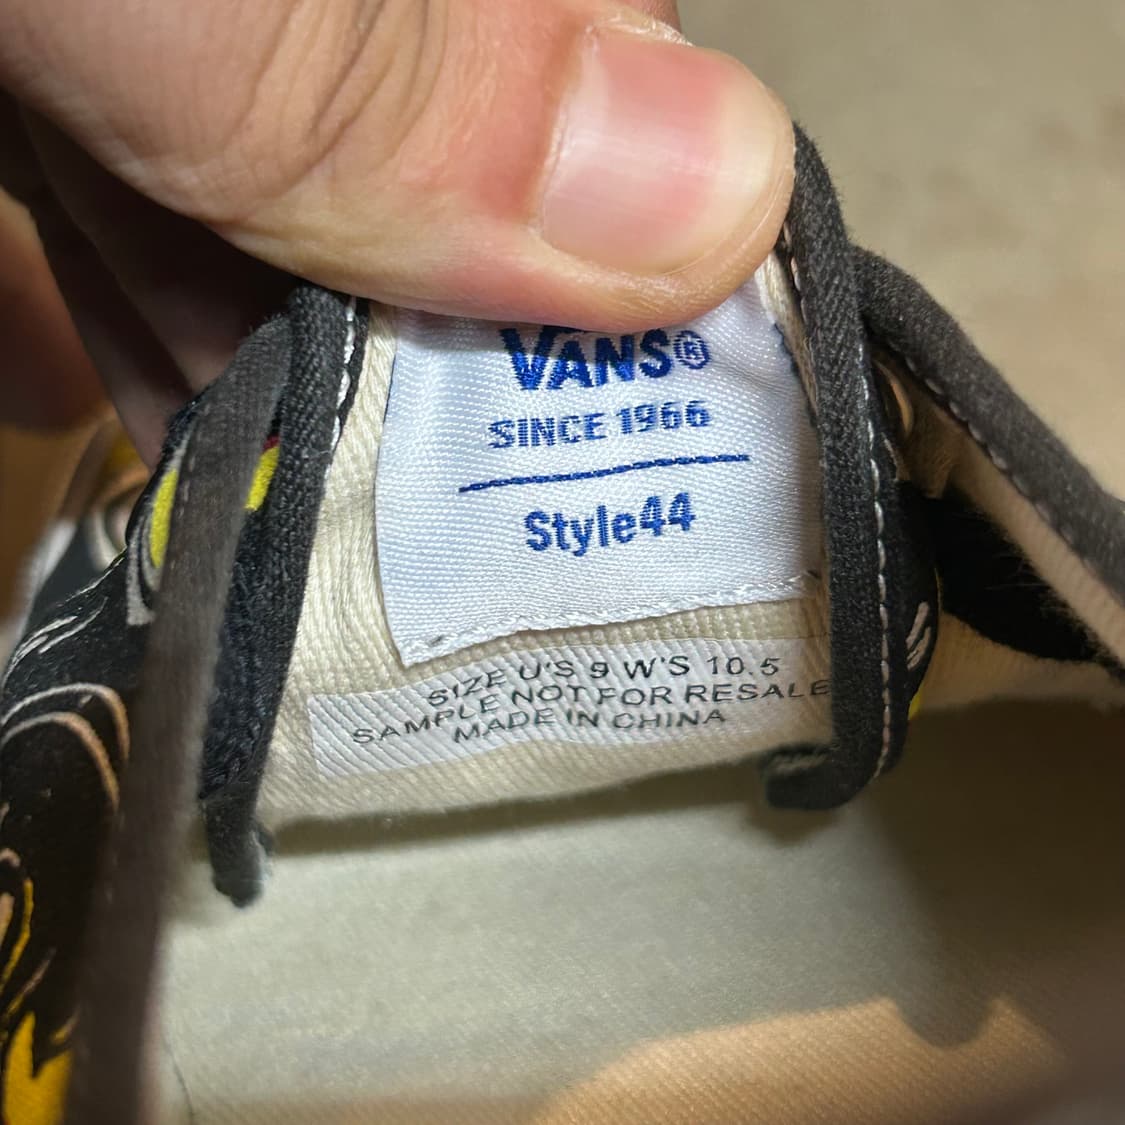 VANS®
SINCE 1966
Style44
SIZE U'S 9 W'S 10.5
SAMPLE NOT FOR RESALE
MADE IN CHINA